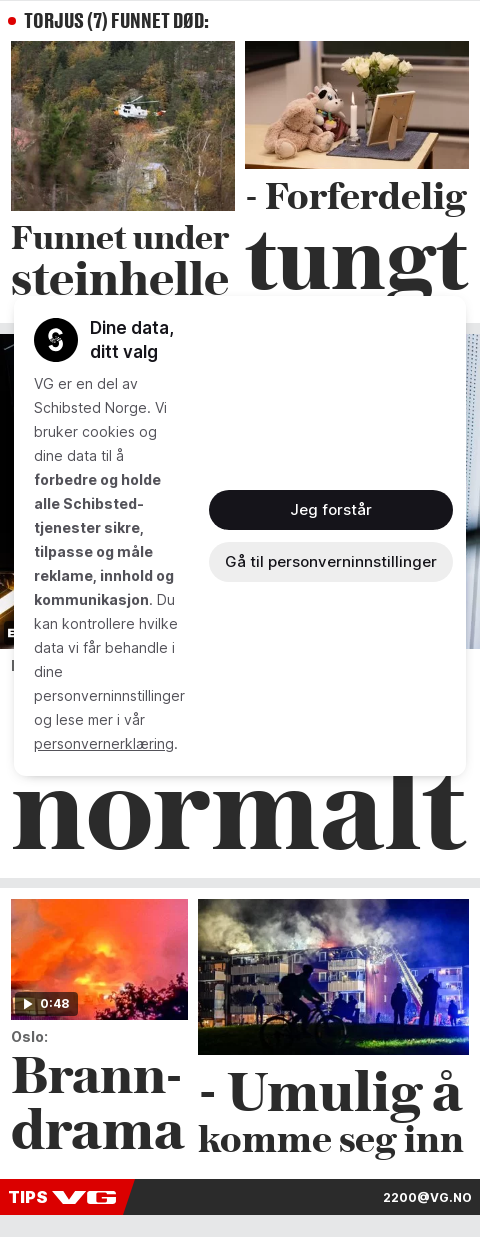 TORJUS (7) FUNNET DØD:
Funnet under
steinhelle
- Forferdelig
tungt
Dine data,
ditt valg
VG er en del av
Schibsted Norge. Vi
bruker cookies og
dine data til å
forbedre og holde
alle Schibsted-
tjenester sikre,
tilpasse og måle
reklame, innhold og
kommunikasjon. Du
kan kontrollere hvilke
data vi får behandle i
dine
personverninnstillinger
og lese mer i vår
personvernerklæring.
Jeg forstår
Gå til personverninnstillinger
normalt
0:48
Oslo:
Brann-
drama
- Umulig å
komme seg inn
TIPS VG
2200@VG.NO